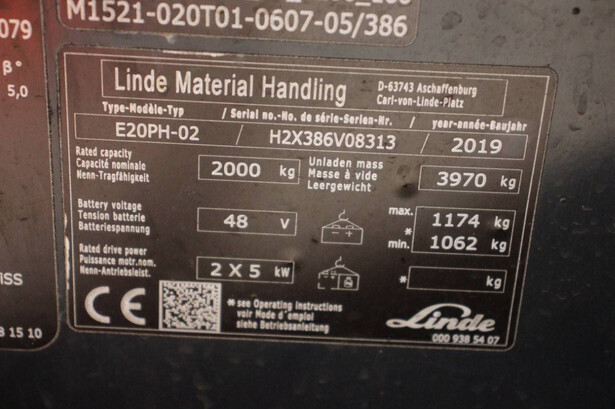 M1521-020T01-0607-05/386
079
β°
5,0
Linde Material Handling
D-63743 Aschaffenburg
Carl-von-Linde-Platz
Type-Modèle-Typ / Serial no.-No. de série-Serien-Nr. / year-année-Baujahr
E20PH-02 / H2X386V08313 / 2019
Rated capacity
Capacité nominale
Nenn-Tragfähigkeit
2000 kg
Unladen mass
Masse à vide
Leergewicht
3970 kg
Battery voltage
Tension batterie
Batteriespannung
48 V
- +
max. 1174 kg
*
min. 1062 kg
Rated drive power
Puissance motr.nom.
Nenn-Antriebsleist.
2 X 5 kW
* kg
CE
* see Operating instructions
voir Mode d'emploi
siehe Betriebsanleitung
Linde
000 938 54 07
iss
8 15 10